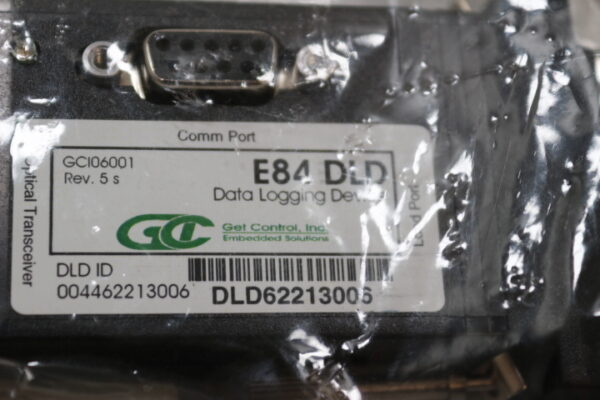 Comm Port
GCI06001
Rev. 5 s
E84 DLD
Data Logging Device
GCI
Get Control, Inc.
Embedded Solutions
DLD ID
004462213006
DLD62213006
Optical Transceiver
Load Port